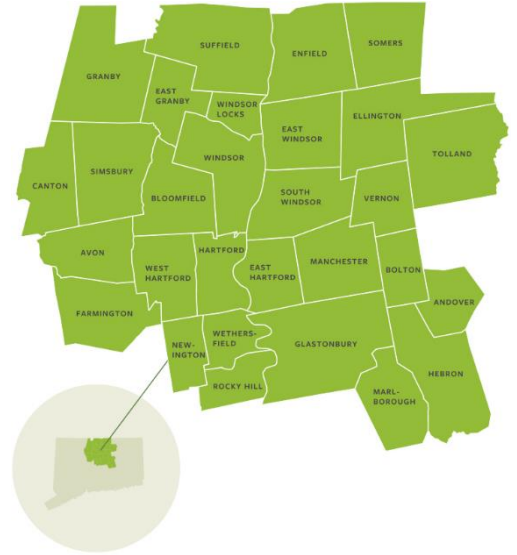 SUFFIELD
ENFIELD
SOMERS
GRANBY
EAST
GRANBY
WINDSOR
LOCKS
EAST
WINDSOR
ELLINGTON
TOLLAND
CANTON
SIMSBURY
WINDSOR
BLOOMFIELD
SOUTH
WINDSOR
VERNON
AVON
WEST
HARTFORD
HARTFORD
EAST
HARTFORD
MANCHESTER
BOLTON
ANDOVER
FARMINGTON
NEW-
INGTON
WETHERS-
FIELD
GLASTONBURY
HEBRON
ROCKY HILL
MARL-
BOROUGH